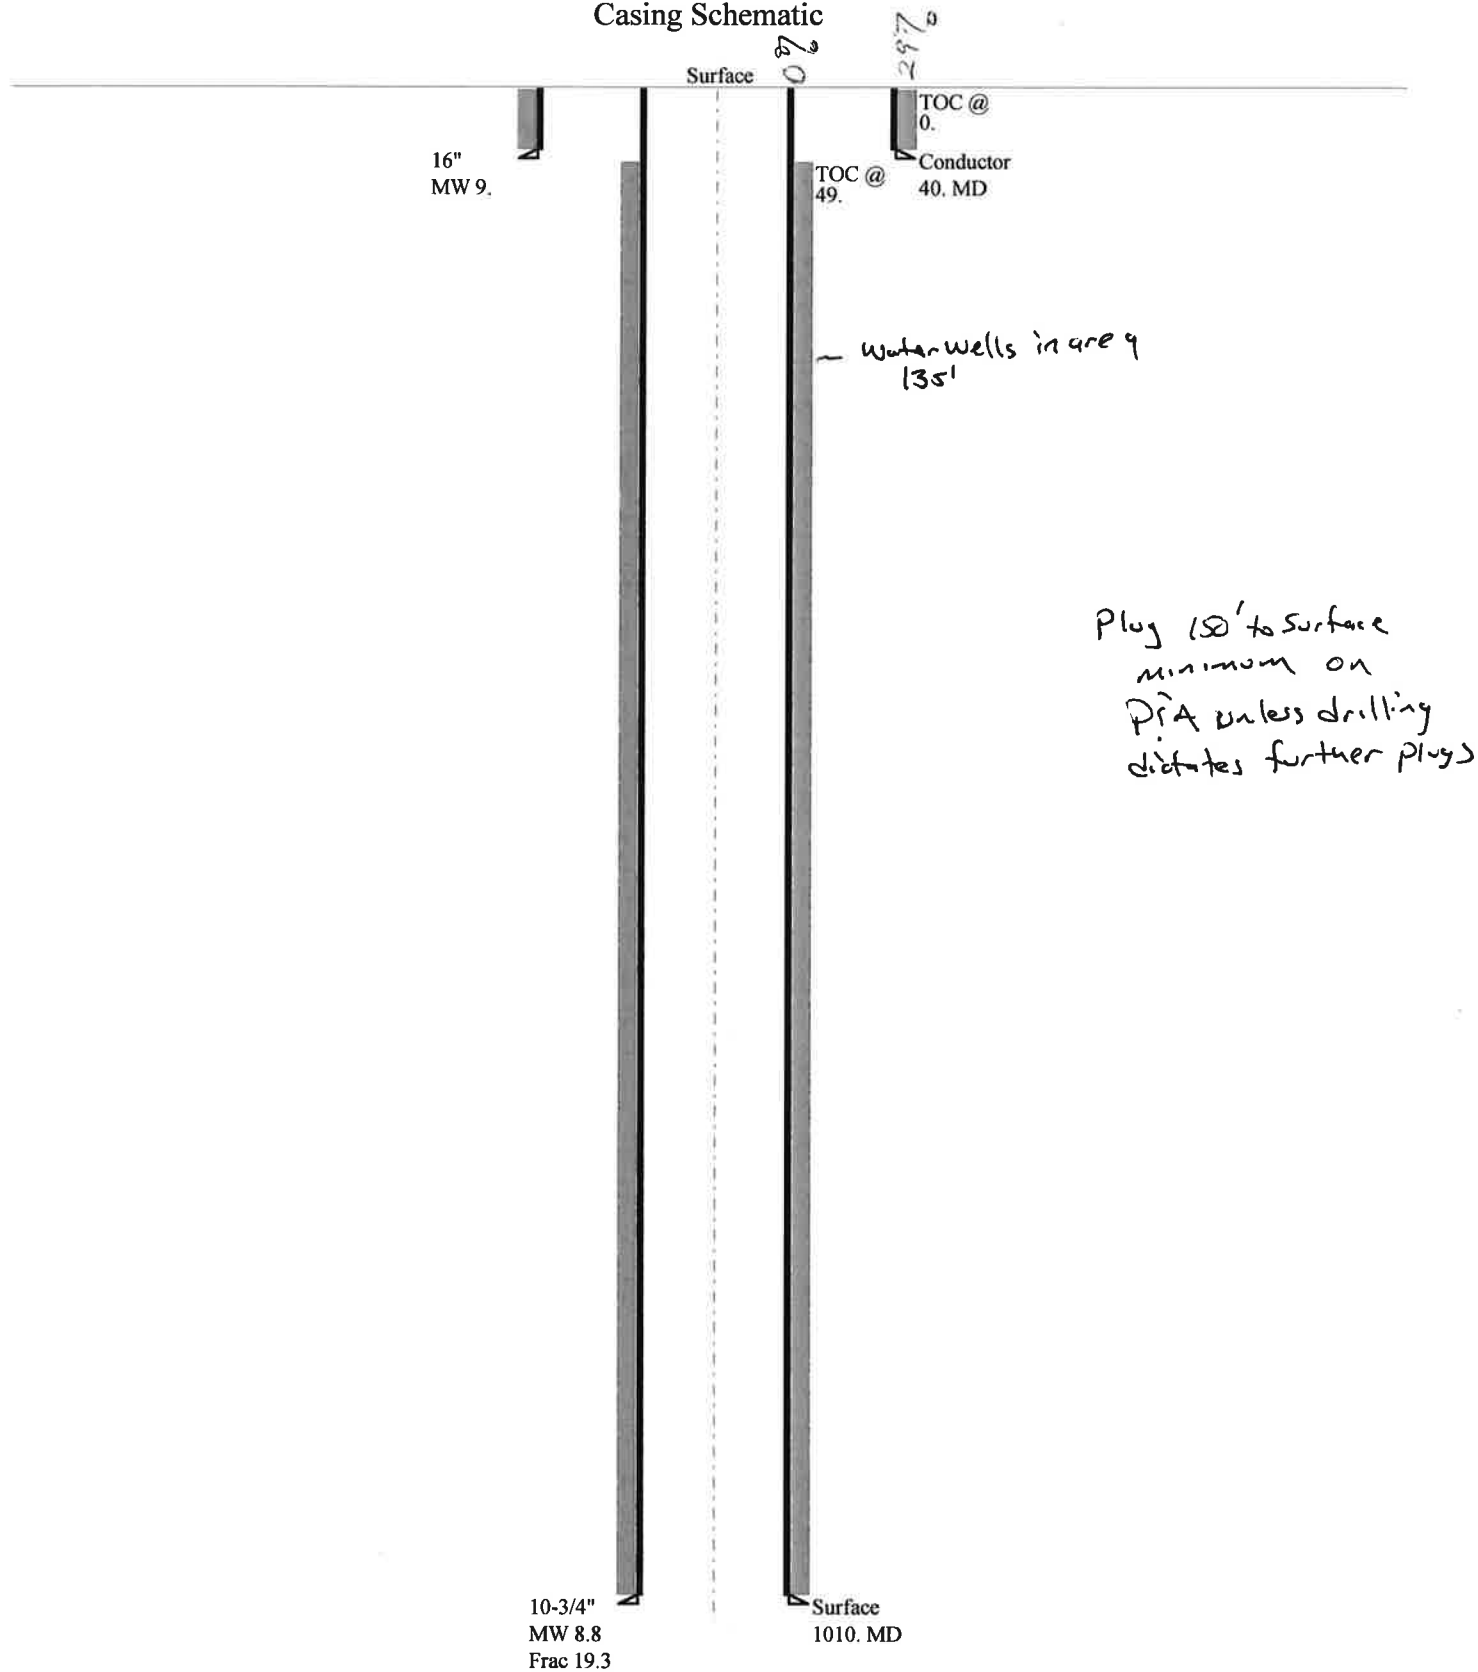 Casing Schematic
Surface
0%
29%
TOC @
0.
16"
MW 9.
Conductor
40. MD
TOC @
49.
~ Water wells in area
135'
Plug 150' to Surface
minimum on
P&A unless drilling
dictates further plugs
10-3/4"
MW 8.8
Frac 19.3
Surface
1010. MD